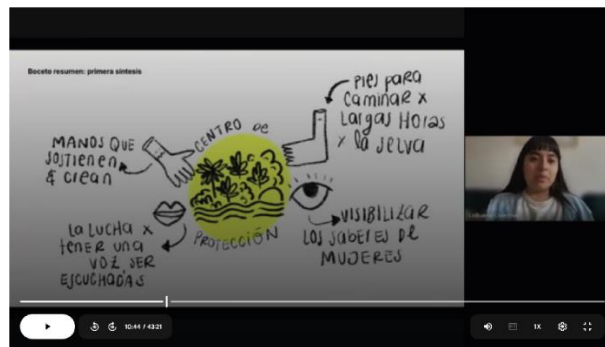 Boceto resumen: primera síntesis
MANOS QUE
SOSTIENEN
& CREAN
CENTRO DE
PROTECCIÓN
PIES PARA
CAMINAR X
LARGAS HORAS
X la SELVA
la LUCHA X
TENER UNA
VOZ, SER
ESCUCHADAS
VISIBILIZAR
LOS SABERES DE
MUJERES
10:44 / 43:21
1X